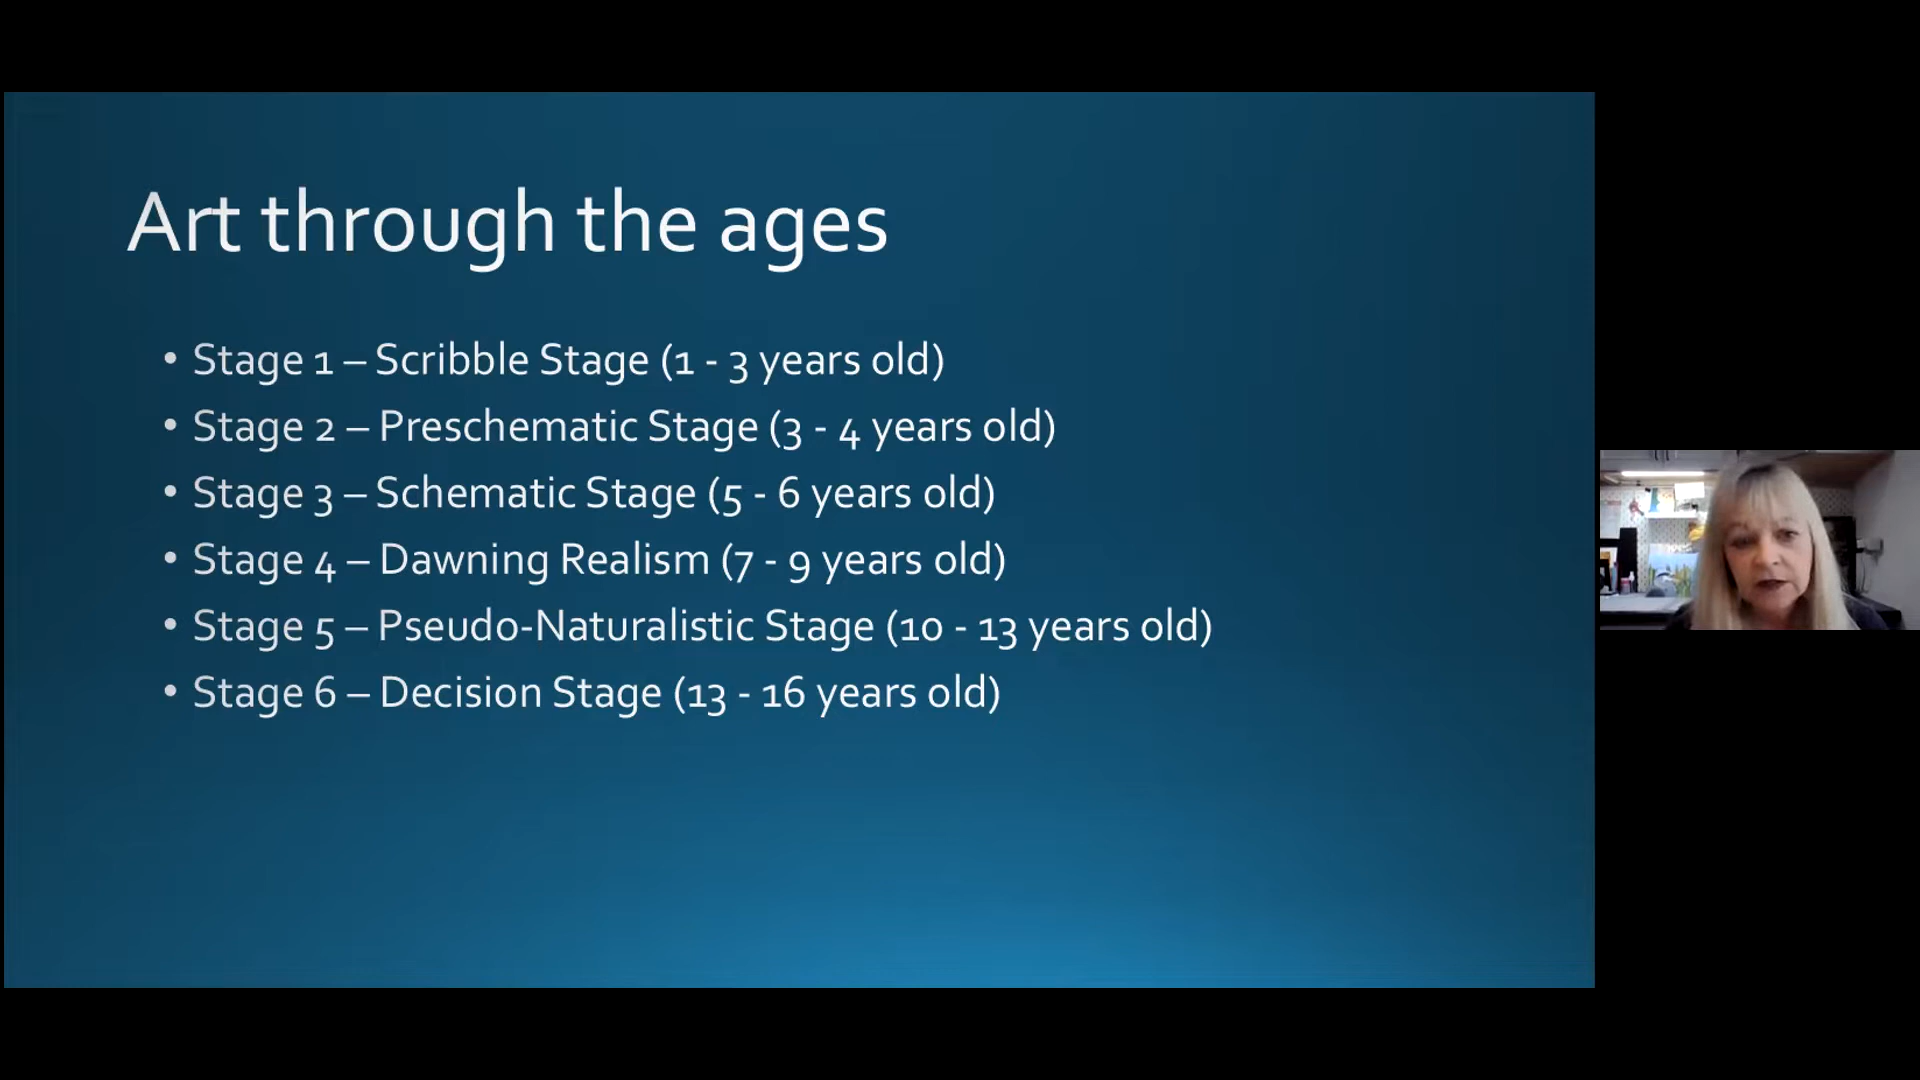 Art through the ages
• Stage 1 – Scribble Stage (1 - 3 years old)
• Stage 2 – Preschematic Stage (3 - 4 years old)
• Stage 3 – Schematic Stage (5 - 6 years old)
• Stage 4 – Dawning Realism (7 - 9 years old)
• Stage 5 – Pseudo-Naturalistic Stage (10 - 13 years old)
• Stage 6 – Decision Stage (13 - 16 years old)